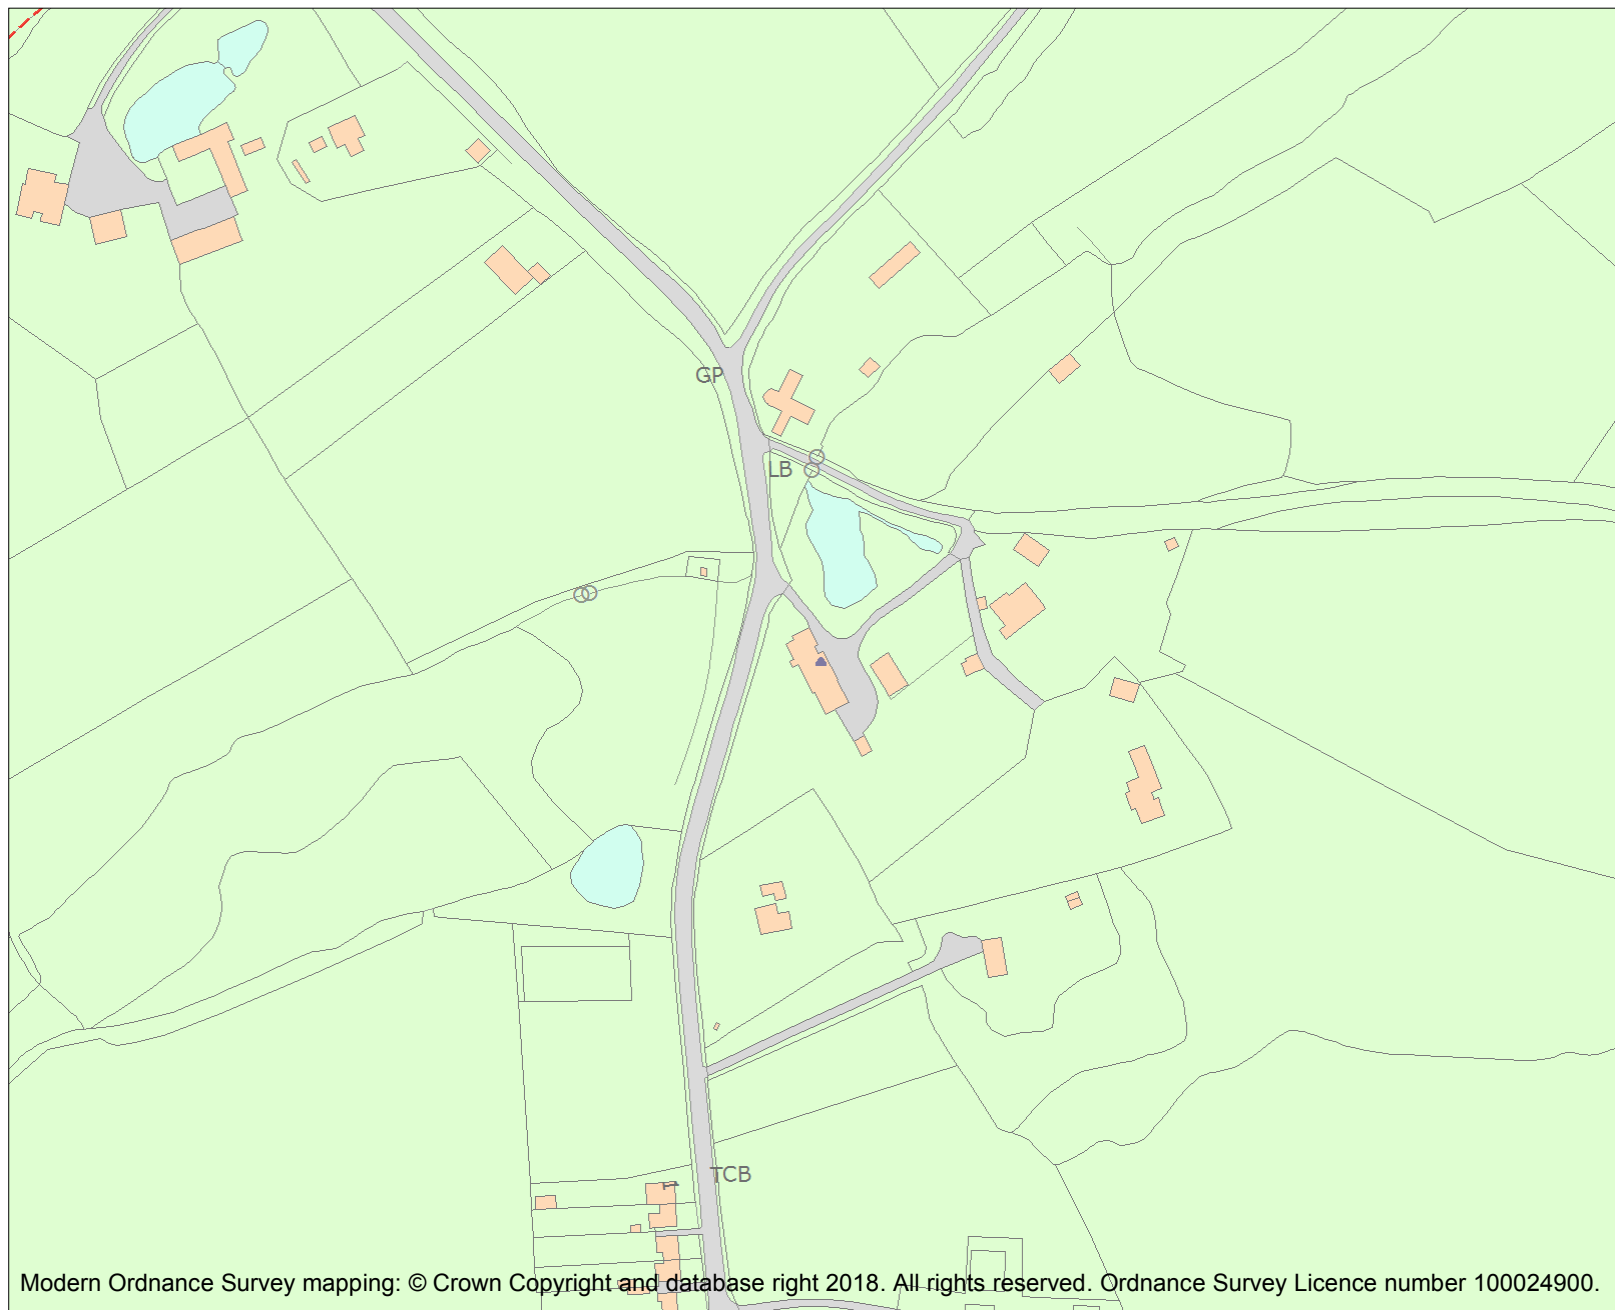 GP
LB
TCB
1
Modern Ordnance Survey mapping: © Crown Copyright and database right 2018. All rights reserved. Ordnance Survey Licence number 100024900.